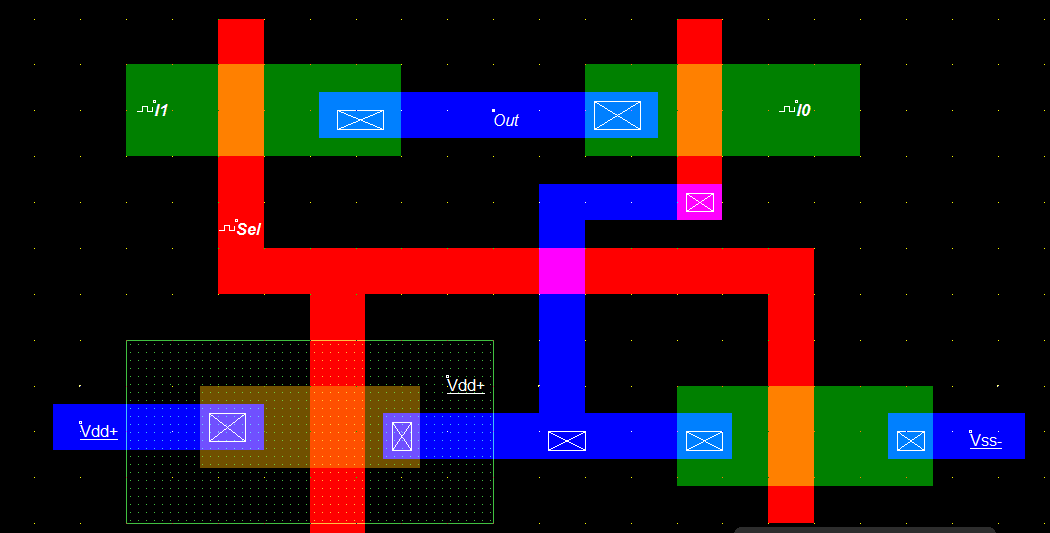 I1
Out
I0
Sel
Vdd+
Vdd+
Vss-